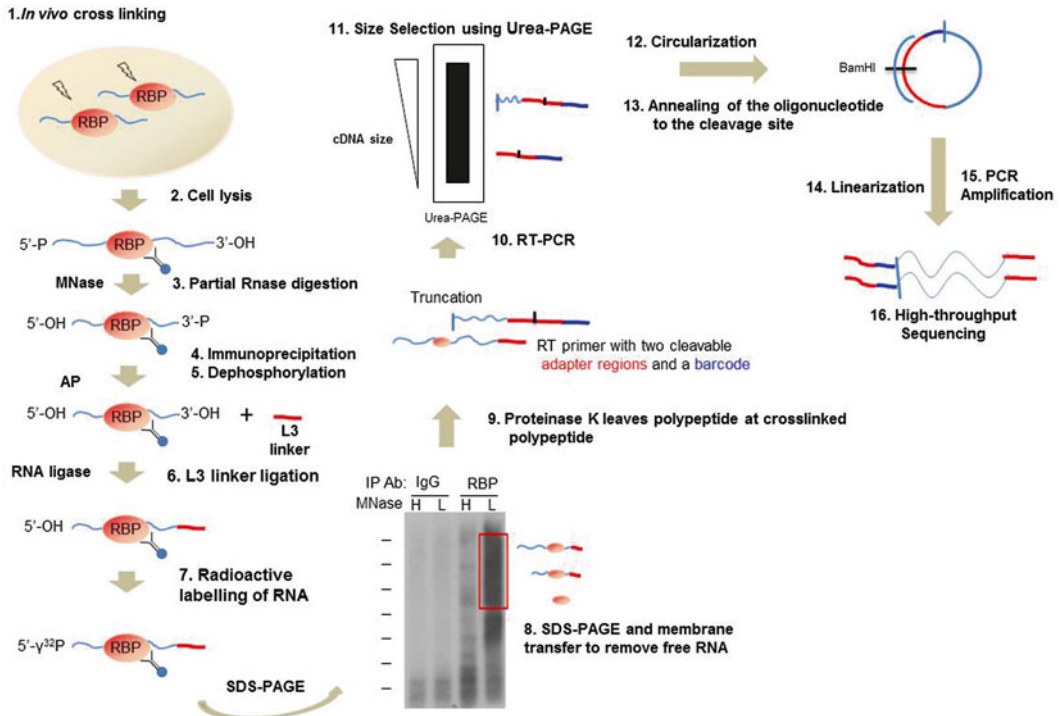 1.In vivo cross linking
RBP
RBP
2. Cell lysis
5'-P
RBP
3'-OH
MNase
3. Partial Rnase digestion
5'-OH
RBP
3'-P
4. Immunoprecipitation
5. Dephosphorylation
AP
5'-OH
RBP
3'-OH
+
L3
linker
RNA ligase
6. L3 linker ligation
5'-OH
RBP
7. Radioactive
labelling of RNA
5'-γ32P
RBP
SDS-PAGE
IP Ab:
IgG
RBP
MNase
H
L
H
L
8. SDS-PAGE and membrane
transfer to remove free RNA
9. Proteinase K leaves polypeptide at crosslinked
polypeptide
Truncation
RT primer with two cleavable
adapter regions and a barcode
10. RT-PCR
11. Size Selection using Urea-PAGE
cDNA size
Urea-PAGE
12. Circularization
13. Annealing of the oligonucleotide
to the cleavage site
BamHI
14. Linearization
15. PCR
Amplification
16. High-throughput
Sequencing